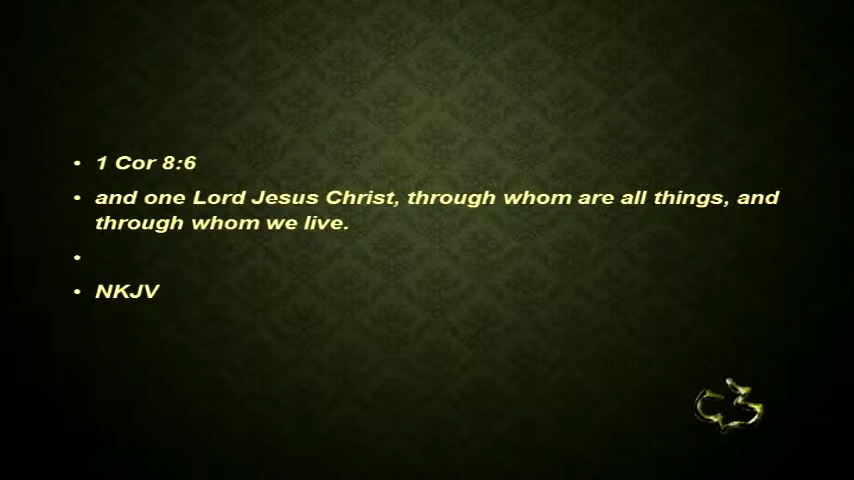 • 1 Cor 8:6
• and one Lord Jesus Christ, through whom are all things, and
through whom we live.
•
• NKJV
C3